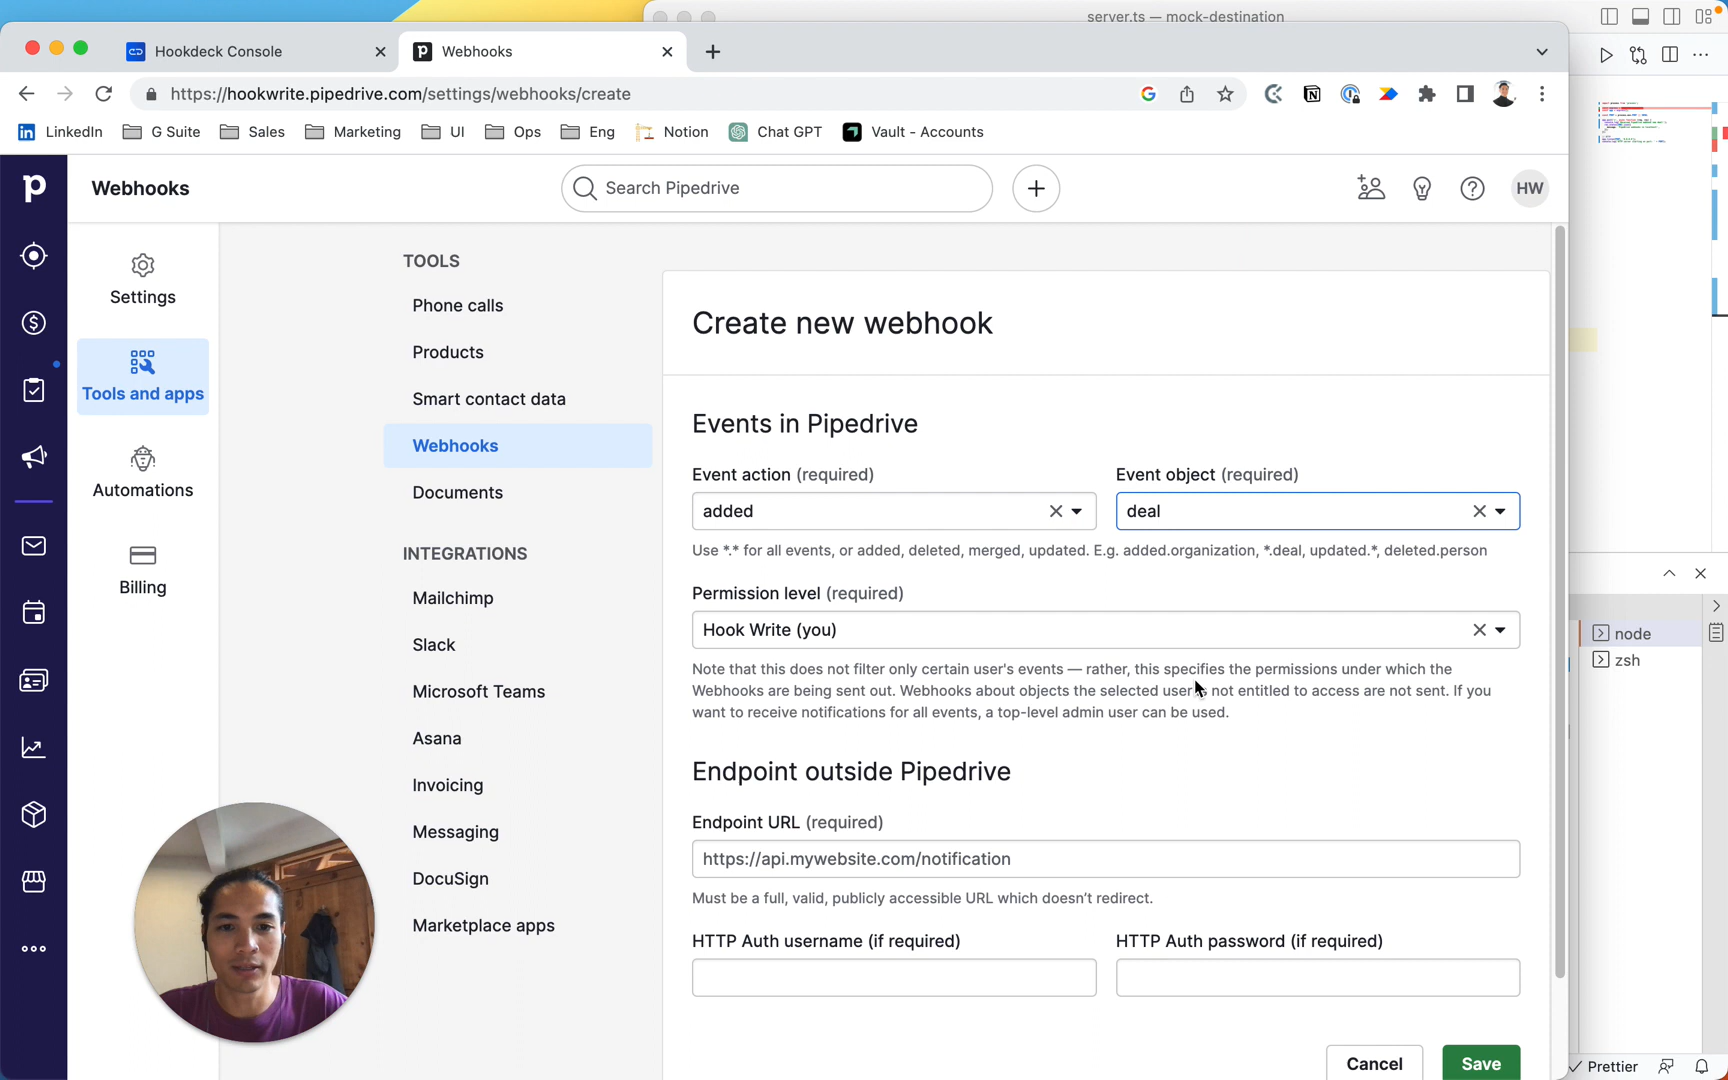 server.ts — mock-destination
Hookdeck Console
Webhooks
https://hookwrite.pipedrive.com/settings/webhooks/create
LinkedIn
G Suite
Sales
Marketing
UI
Ops
Eng
Notion
Chat GPT
Vault - Accounts
Webhooks
Search Pipedrive
HW
Settings
Tools and apps
Automations
Billing
TOOLS
Phone calls
Products
Smart contact data
Webhooks
Documents
INTEGRATIONS
Mailchimp
Slack
Microsoft Teams
Asana
Invoicing
Messaging
DocuSign
Marketplace apps
Create new webhook
Events in Pipedrive
Event action (required)
Event object (required)
added
deal
Use *.* for all events, or added, deleted, merged, updated. E.g. added.organization, *.deal, updated.*, deleted.person
Permission level (required)
Hook Write (you)
Note that this does not filter only certain user's events — rather, this specifies the permissions under which the
Webhooks are being sent out. Webhooks about objects the selected user is not entitled to access are not sent. If you
want to receive notifications for all events, a top-level admin user can be used.
Endpoint outside Pipedrive
Endpoint URL (required)
https://api.mywebsite.com/notification
Must be a full, valid, publicly accessible URL which doesn't redirect.
HTTP Auth username (if required)
HTTP Auth password (if required)
Cancel
Save
node
zsh
Prettier